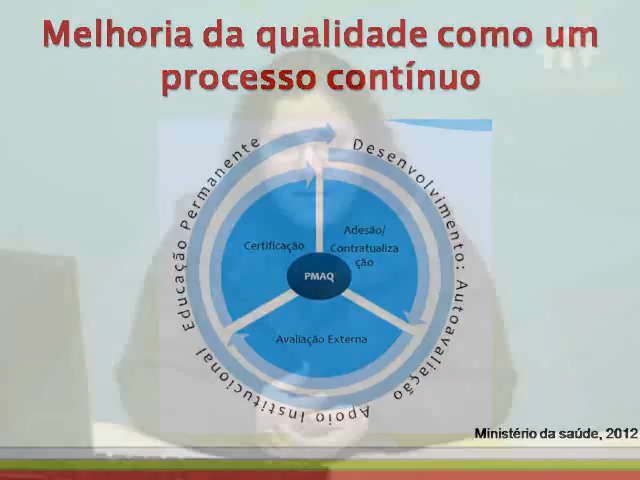 Melhoria da qualidade como um
processo contínuo
Desenvolvimento: Autoavaliação
Apoio Institucional
Educação Permanente
Certificação
Adesão/
Contratualiza
ção
PMAQ
Avaliação Externa
Ministério da saúde, 2012